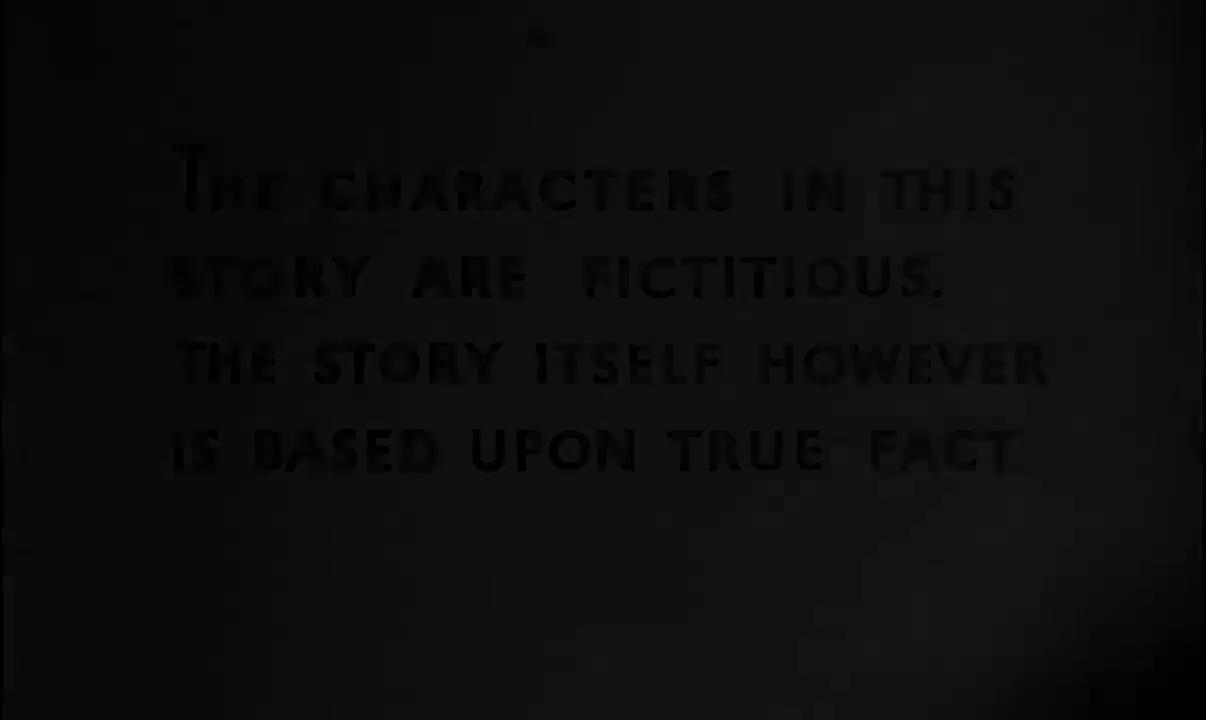 THE CHARACTERS IN THIS
STORY ARE FICTITIOUS.
THE STORY ITSELF HOWEVER
IS BASED UPON TRUE FACT